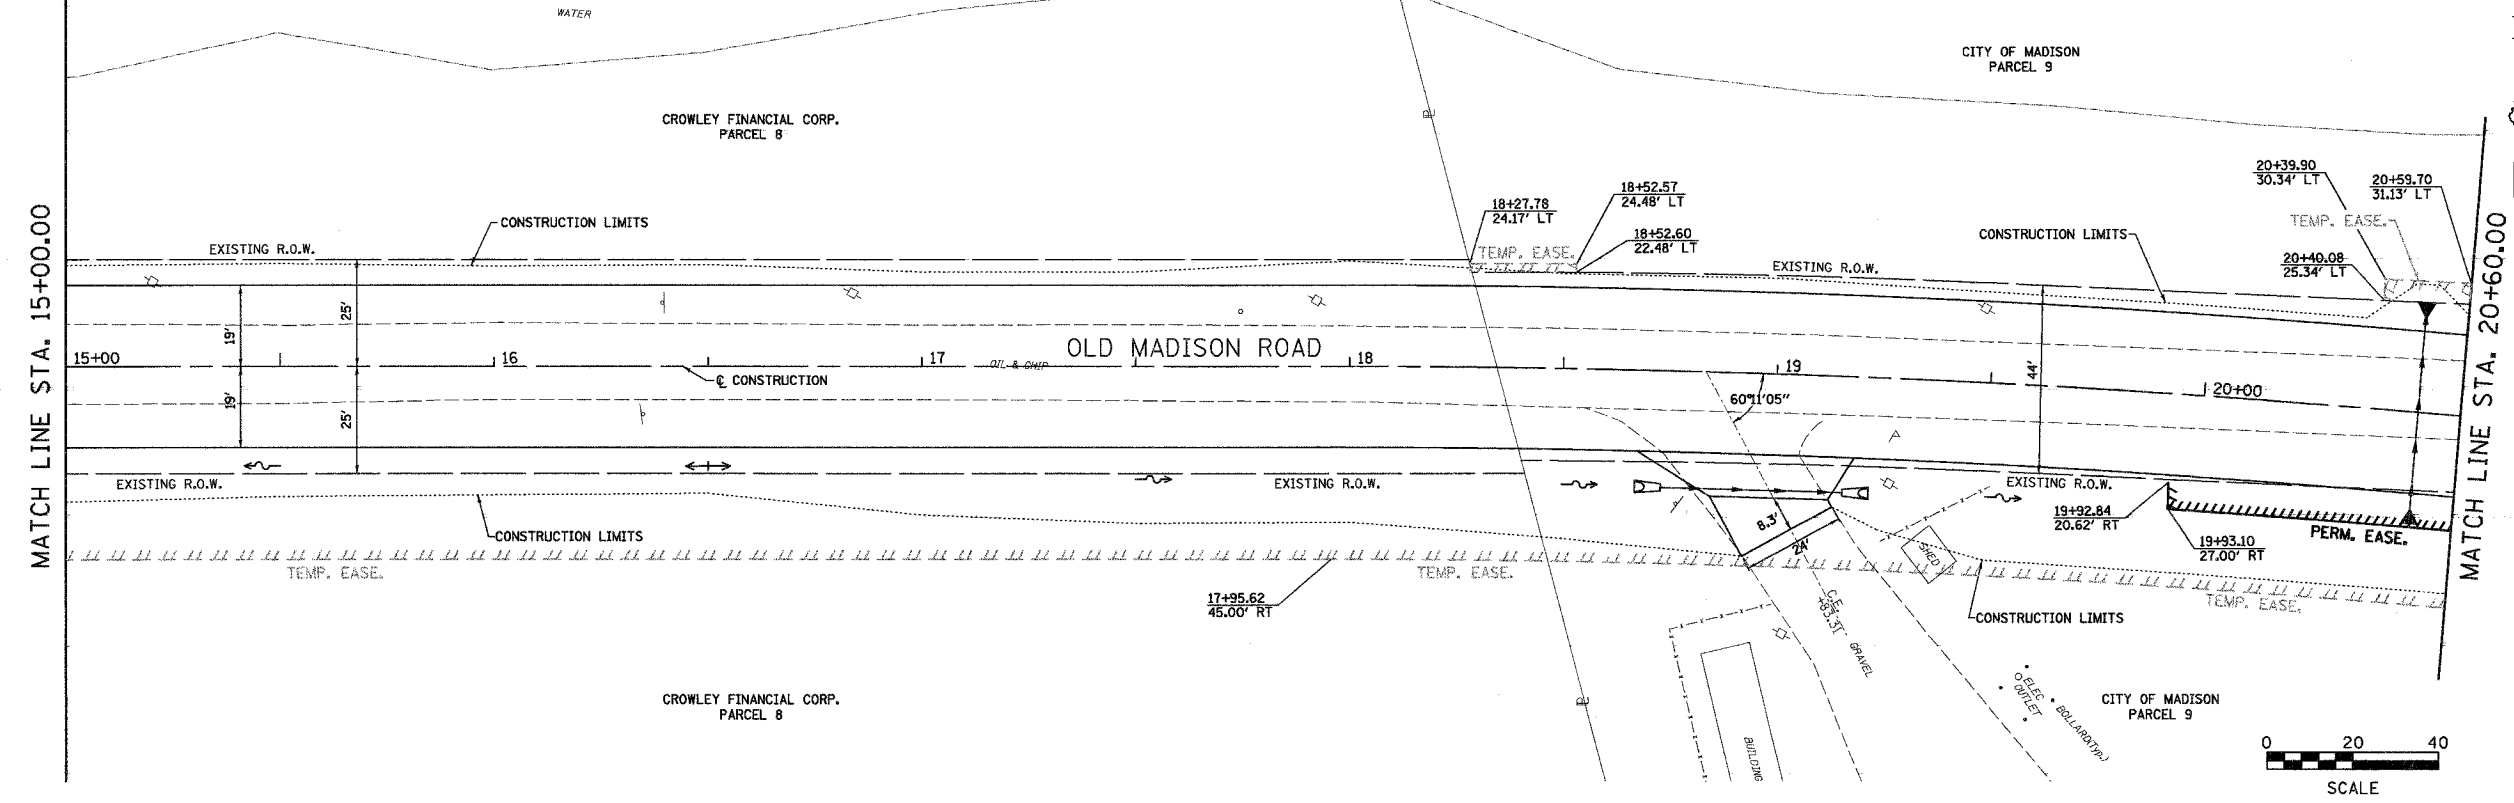 WATER
CITY OF MADISON
PARCEL 9
CROWLEY FINANCIAL CORP.
PARCEL 8
MATCH LINE STA. 15+00.00
CONSTRUCTION LIMITS
EXISTING R.O.W.
18+27.78
24.17' LT
18+52.57
24.48' LT
18+52.60
22.48' LT
TEMP. EASE.
EXISTING R.O.W.
CONSTRUCTION LIMITS
20+39.90
30.34' LT
20+59.70
31.13' LT
TEMP. EASE.
20+40.08
25.34' LT
MATCH LINE STA. 20+60.00
19'
25'
15+00
16
17
OLD MADISON ROAD
18
19
20+00
OIL & CHIP
℄ CONSTRUCTION
19'
25'
60°11'05"
44'
EXISTING R.O.W.
EXISTING R.O.W.
EXISTING R.O.W.
CONSTRUCTION LIMITS
TEMP. EASE.
17+95.62
45.00' RT
TEMP. EASE.
8.3'
24'
SHED
19+92.84
20.62' RT
19+93.10
27.00' RT
PERM. EASE.
TEMP. EASE.
CONSTRUCTION LIMITS
C.E.
+83.31
GRAVEL
BUILDING
ELEC
OUTLET
BOLLARD(TYP.)
CROWLEY FINANCIAL CORP.
PARCEL 8
CITY OF MADISON
PARCEL 9
0 20 40
SCALE